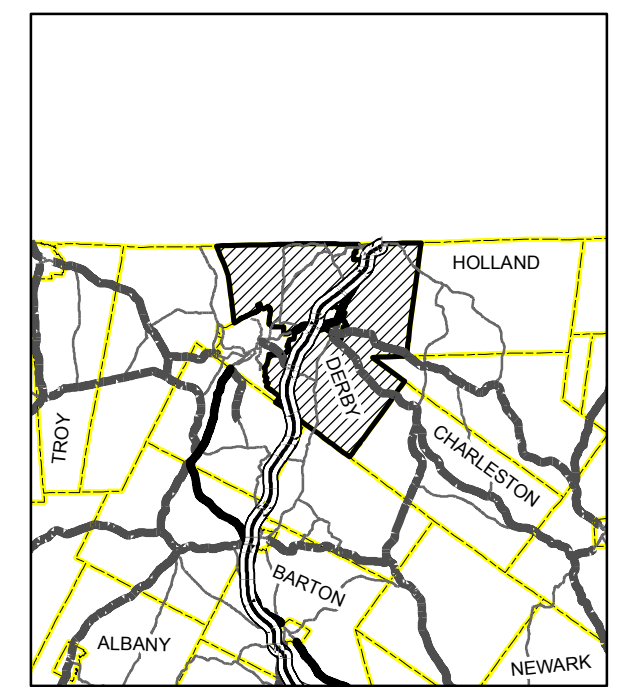 HOLLAND
DERBY
TROY
CHARLESTON
BARTON
ALBANY
NEWARK